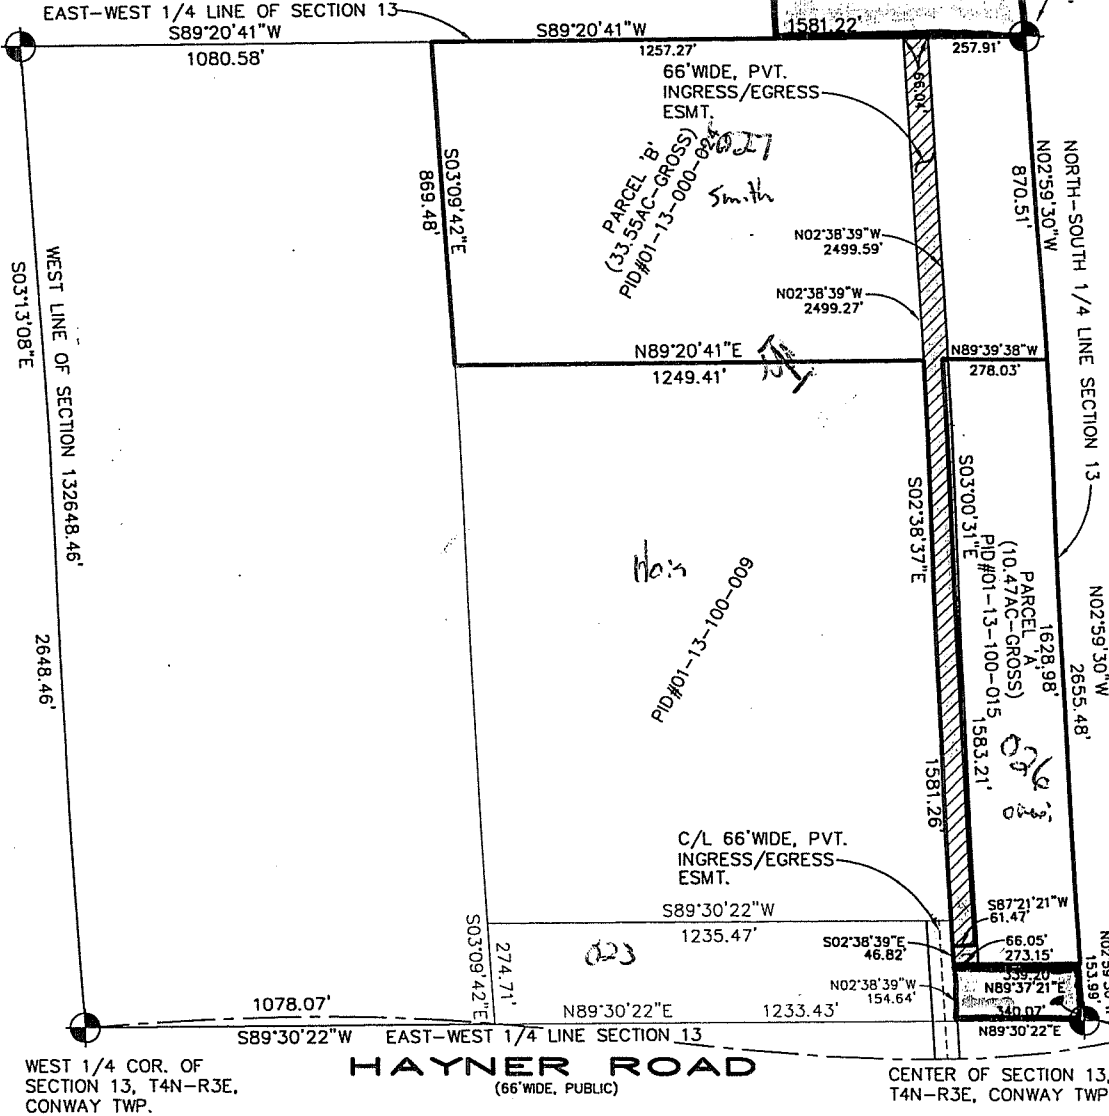 EAST-WEST 1/4 LINE OF SECTION 13
S89°20'41"W
1080.58'
S89°20'41"W
1257.27'
1581.22'
257.91'
66'WIDE, PVT.
INGRESS/EGRESS
ESMT.
66.04'
S03°09'42"E
869.48'
PARCEL 'B'
(33.55AC-GROSS)
PID#01-13-000-02
027
Smith
N02°38'39"W
2499.59'
N02°38'39"W
2499.27'
N02°59'30"W
870.51'
NORTH-SOUTH 1/4 LINE SECTION 13
WEST LINE OF SECTION 132648.46'
S03°13'08"E
2648.46'
N89°20'41"E
1249.41'
N89°39'38"W
278.03'
S02°38'37"E
1581.26'
S03°00'31"E
1583.21'
PARCEL 'A'
(10.47AC-GROSS)
PID#01-13-100-015
1628.98'
026
N02°59'30"W
2655.48'
PID#01-13-100-009
C/L 66'WIDE, PVT.
INGRESS/EGRESS
ESMT.
S89°30'22"W
1235.47'
S87°21'21"W
61.47'
S02°38'39"E
46.82'
66.05'
273.15'
023
S03°09'42"E
274.71'
N02°38'39"W
154.64'
339.20'
N89°37'21"E
340.07'
N89°30'22"E
N02°59'30"W
153.99'
1078.07'
S89°30'22"W
N89°30'22"E
1233.43'
EAST-WEST 1/4 LINE SECTION 13
HAYNER ROAD
(66'WIDE, PUBLIC)
WEST 1/4 COR. OF
SECTION 13, T4N-R3E,
CONWAY TWP.
CENTER OF SECTION 13,
T4N-R3E, CONWAY TWP